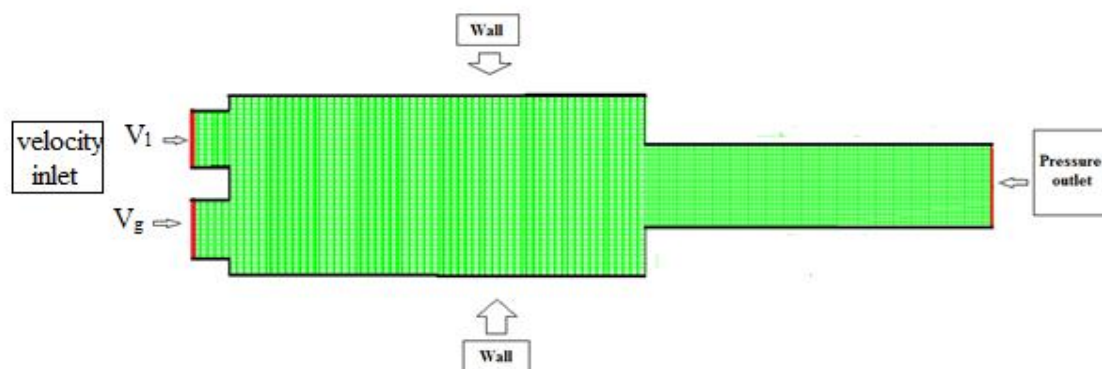 Wall
velocity
inlet
V1
Vg
Pressure
outlet
Wall